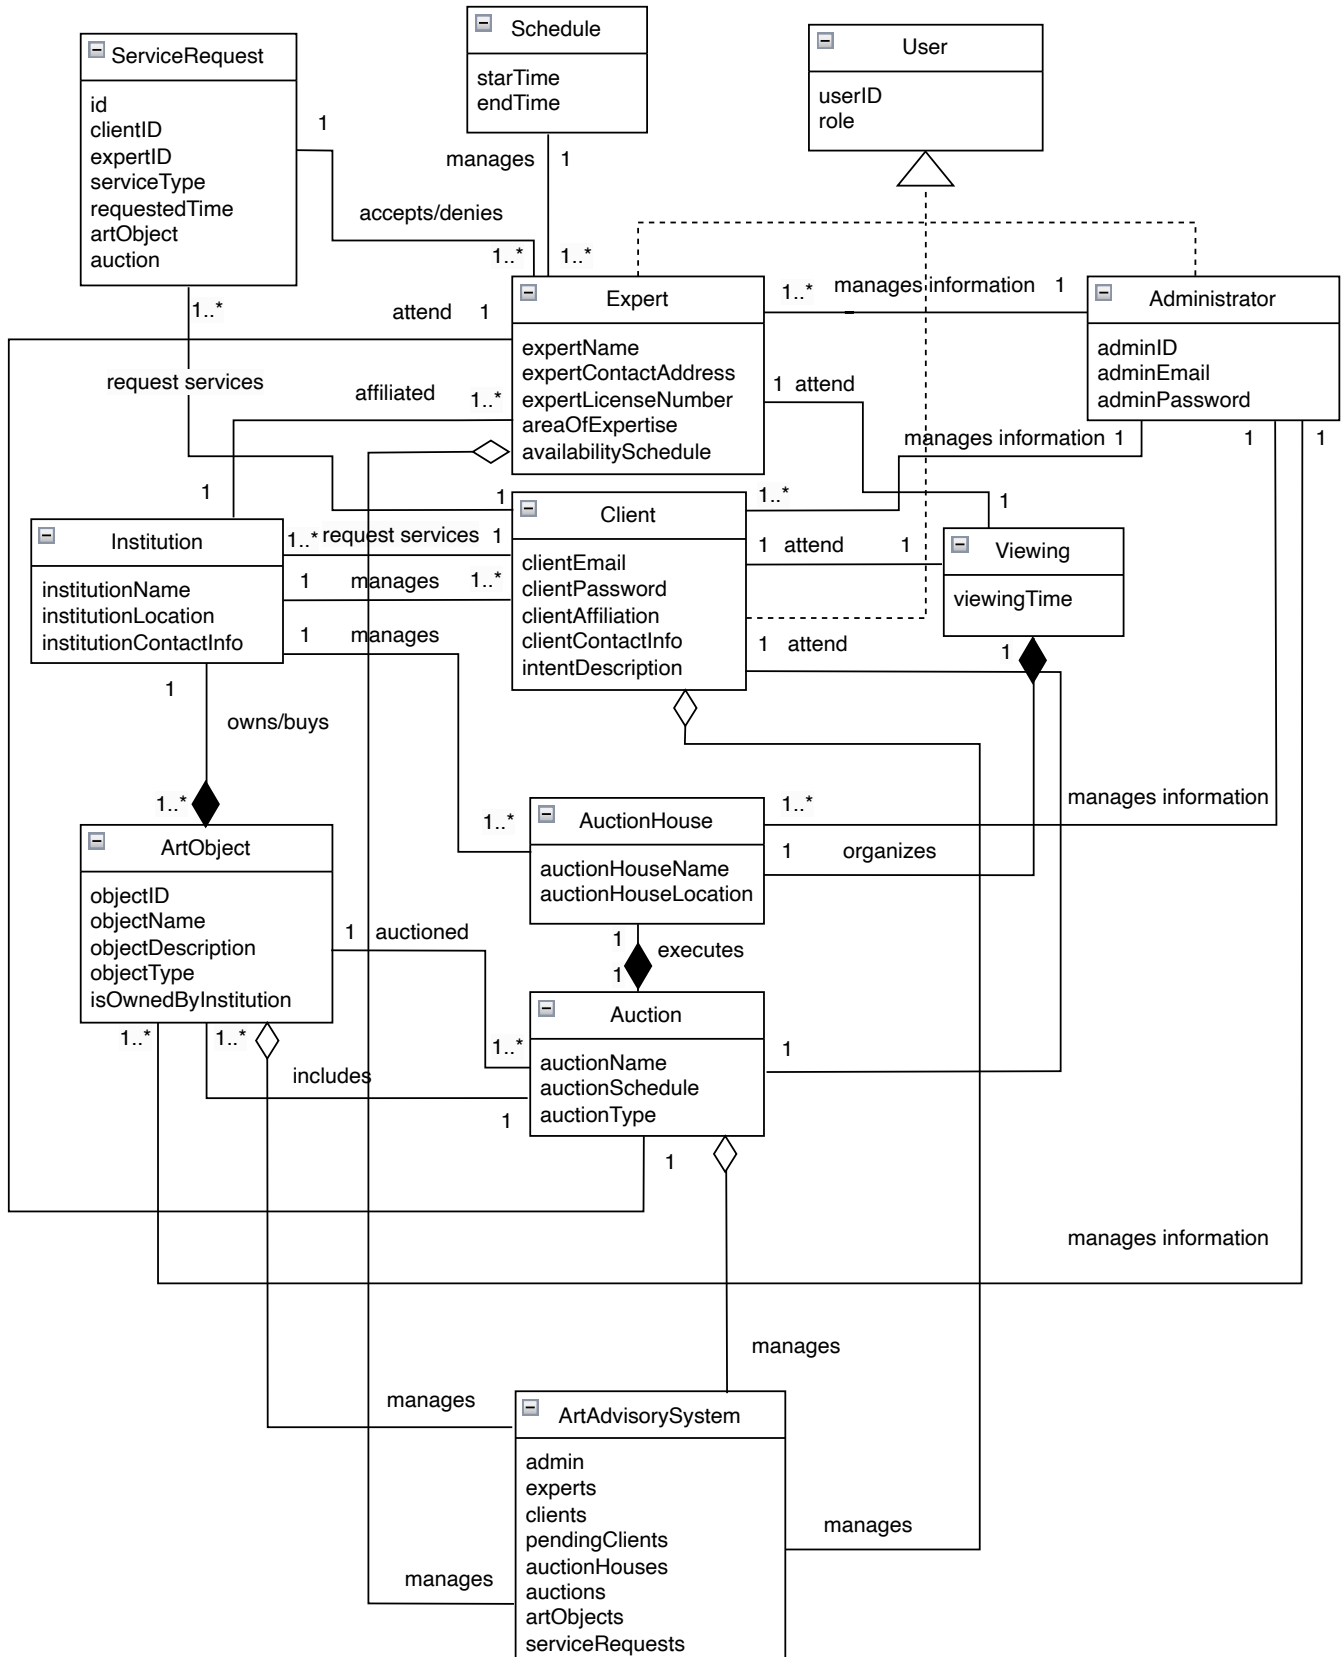 Schedule
starTime
endTime
User
userID
role
ServiceRequest
id
clientID
expertID
serviceType
requestedTime
artObject
auction
1
manages
1
accepts/denies
1..*
1..*
1..*
attend
1
Expert
expertName
expertContactAddress
expertLicenseNumber
areaOfExpertise
availabilitySchedule
1..*
manages information
1
Administrator
adminID
adminEmail
adminPassword
request services
affiliated
1..*
1
attend
manages information
1
1
1
1
1
1..*
1
Client
clientEmail
clientPassword
clientAffiliation
clientContactInfo
intentDescription
Institution
institutionName
institutionLocation
institutionContactInfo
1..*
request services
1
1
manages
1..*
1
manages
1
attend
1
Viewing
viewingTime
1
attend
1
1
owns/buys
1..*
ArtObject
objectID
objectName
objectDescription
objectType
isOwnedByInstitution
1..*
AuctionHouse
auctionHouseName
auctionHouseLocation
1..*
manages information
1
organizes
1
auctioned
1
executes
1
Auction
auctionName
auctionSchedule
auctionType
1..*
1..*
1..*
includes
1
1
1
manages information
manages
manages
ArtAdvisorySystem
admin
experts
clients
pendingClients
auctionHouses
auctions
artObjects
serviceRequests
manages
manages